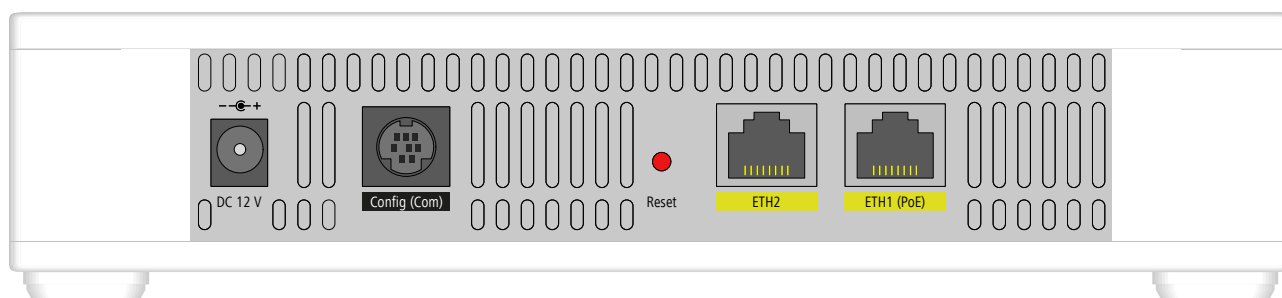 DC 12 V
Config (Com)
Reset
ETH2
ETH1 (PoE)